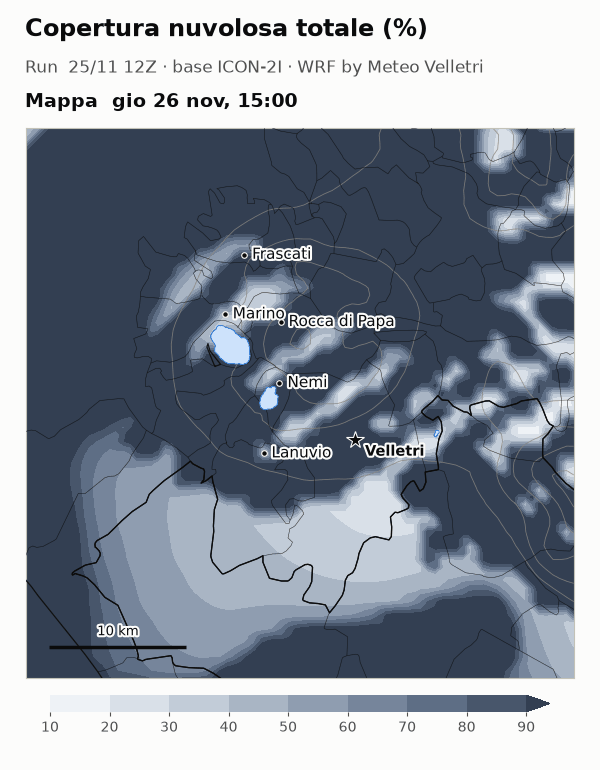 Copertura nuvolosa totale (%)
Run  25/11 12Z · base ICON-2I · WRF by Meteo Velletri
Mappa  gio 26 nov, 15:00
Frascati
Marino
Rocca di Papa
Nemi
Velletri
Lanuvio
10 km
10 20 30 40 50 60 70 80 90